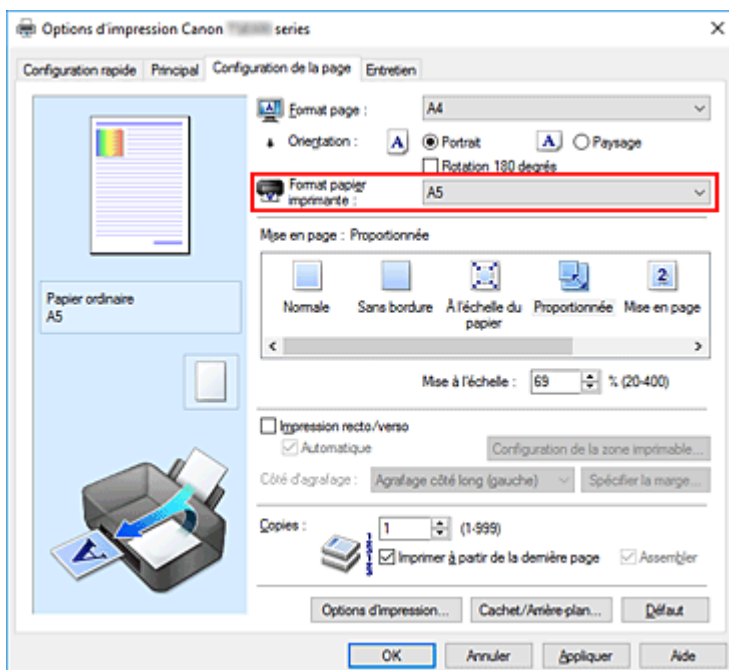 Options d'impression Canon series
Configuration rapide Principal Configuration de la page Entretien
Format page : A4
Orientation : A Portrait A Paysage
Rotation 180 degrés
Format papier
imprimante : A5
Mise en page : Proportionnée
2
Normale Sans bordure À l'échelle du
papier Proportionnée Mise en page
Papier ordinaire
A5
Mise à l'échelle : 69 % (20-400)
Impression recto/verso
Automatique Configuration de la zone imprimable...
Côté d'agrafage : Agrafage côté long (gauche) Spécifier la marge...
Copies : 1 (1-999)
Imprimer à partir de la dernière page Assembler
A
Options d'impression... Cachet/Arrière-plan... Défaut
OK Annuler Appliquer Aide